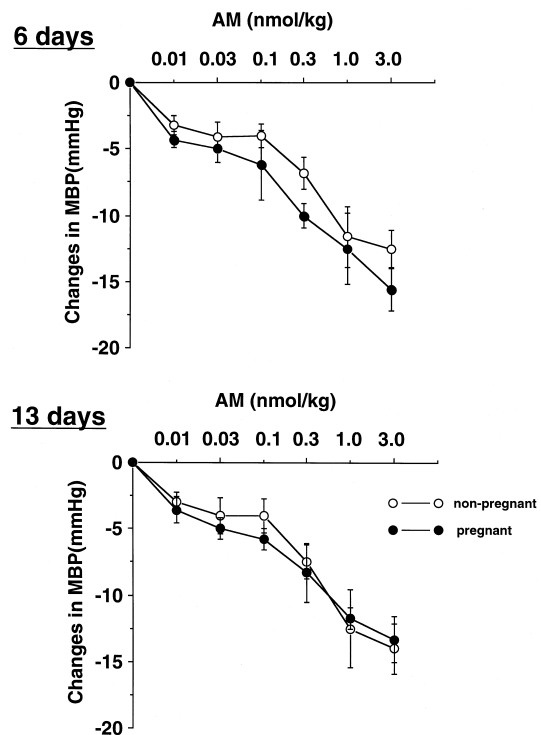 AM (nmol/kg)
6 days
0.01 0.03 0.1 0.3 1.0 3.0
0
-5
-10
-15
-20
Changes in MBP(mmHg)
AM (nmol/kg)
13 days
0.01 0.03 0.1 0.3 1.0 3.0
0
-5
-10
-15
-20
Changes in MBP(mmHg)
non-pregnant
pregnant